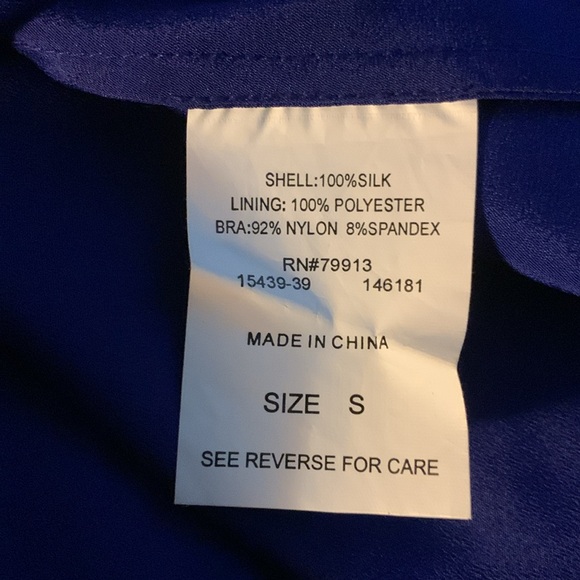 SHELL:100%SILK
LINING: 100% POLYESTER
BRA:92% NYLON 8%SPANDEX
RN#79913
15439-39 146181
MADE IN CHINA
SIZE S
SEE REVERSE FOR CARE